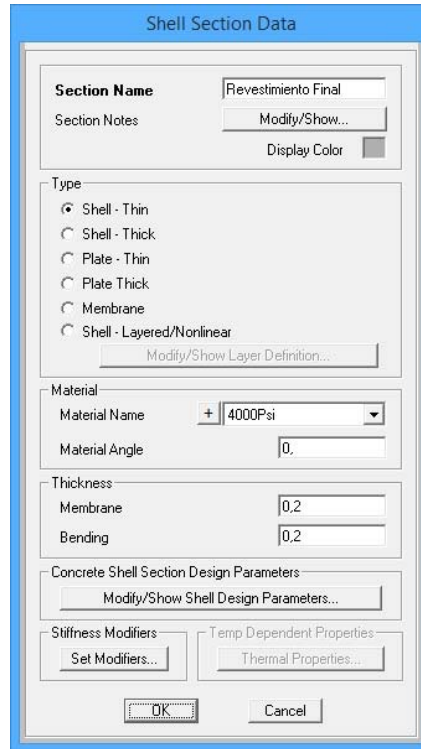 Shell Section Data
Section Name Revestimiento Final
Section Notes Modify/Show...
Display Color
Type
Shell - Thin
Shell - Thick
Plate - Thin
Plate Thick
Membrane
Shell - Layered/Nonlinear
Modify/Show Layer Definition...
Material
Material Name + 4000Psi
Material Angle 0,
Thickness
Membrane 0,2
Bending 0,2
Concrete Shell Section Design Parameters
Modify/Show Shell Design Parameters...
Stiffness Modifiers Temp Dependent Properties
Set Modifiers... Thermal Properties...
OK Cancel